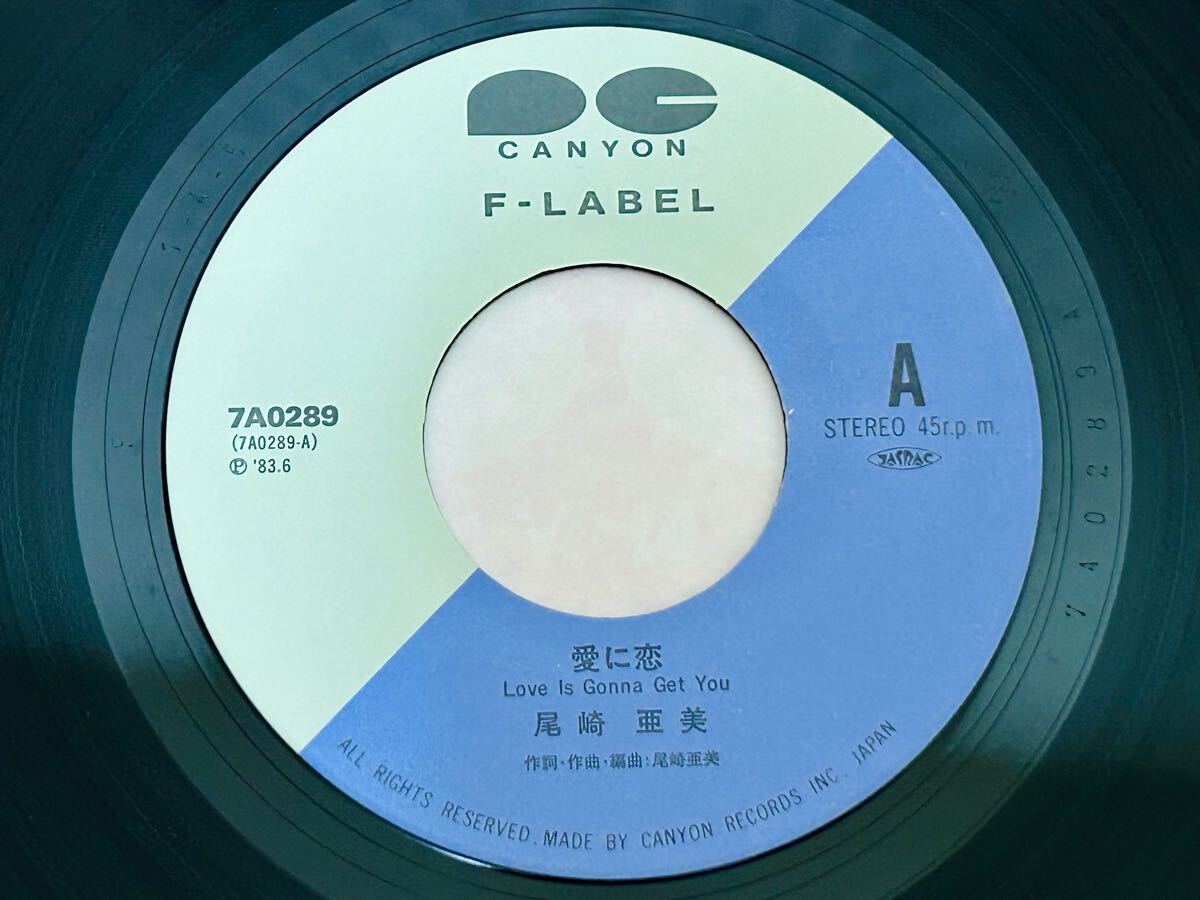 CANYON
F-LABEL
7A0289
(7A0289-A)
Ⓟ '83.6
A
STEREO 45r.p.m.
JASRAC
愛に恋
Love Is Gonna Get You
尾崎 亜美
作詞・作曲・編曲:尾崎亜美
ALL RIGHTS RESERVED. MADE BY CANYON RECORDS INC. JAPAN
7A0289A